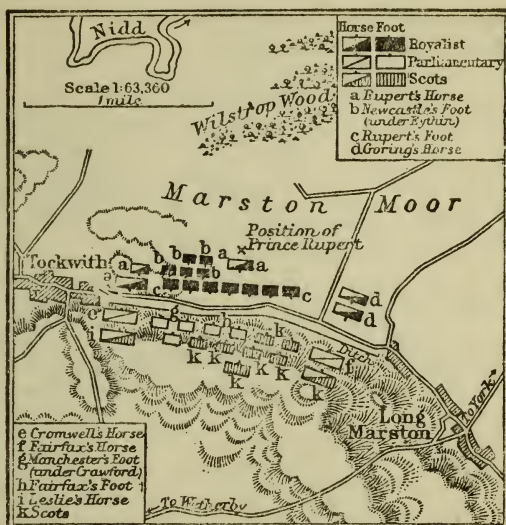 Nidd
Scale 1:63,360
1 mile
Horse Foot
Royalist
Parliamentary
Scots
a Rupert's Horse
b Newcastle's Foot
(under Eythin)
c Rupert's Foot
d Goring's Horse
Wilstrop Wood
Marston Moor
Position of
Prince Rupert
Tockwith
a b b b a a
a b b b
c c
d
d
e g h k
i k k k k
f
k k
Ditch
Long
Marston
To York
To Wetherby
e Cromwell's Horse
f Fairfax's Horse
g Manchester's Foot
(under Crawford)
h Fairfax's Foot
i Leslie's Horse
k Scots